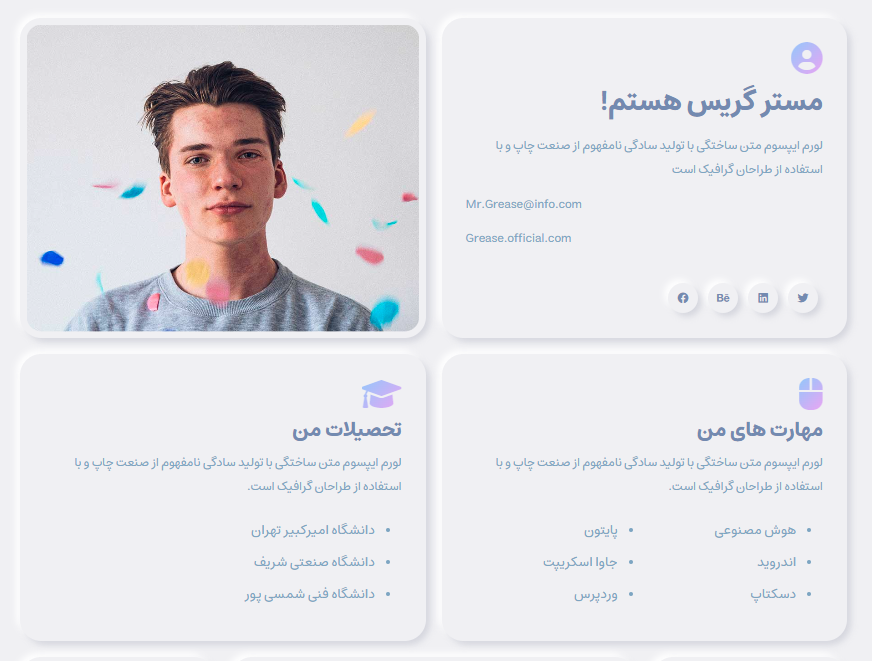 مستر گریس هستم!
لورم ایپسوم متن ساختگی با تولید سادگی نامفهوم از صنعت چاپ و با
استفاده از طراحان گرافیک است
Mr.Grease@info.com
Grease.official.com
Bē
مهارت های من
لورم ایپسوم متن ساختگی با تولید سادگی نامفهوم از صنعت چاپ و با
استفاده از طراحان گرافیک است.
• هوش مصنوعی
• اندروید
• دسکتاپ
• پایتون
• جاوا اسکریپت
• وردپرس
تحصیلات من
لورم ایپسوم متن ساختگی با تولید سادگی نامفهوم از صنعت چاپ و با
استفاده از طراحان گرافیک است.
• دانشگاه امیرکبیر تهران
• دانشگاه صنعتی شریف
• دانشگاه فنی شمسی پور